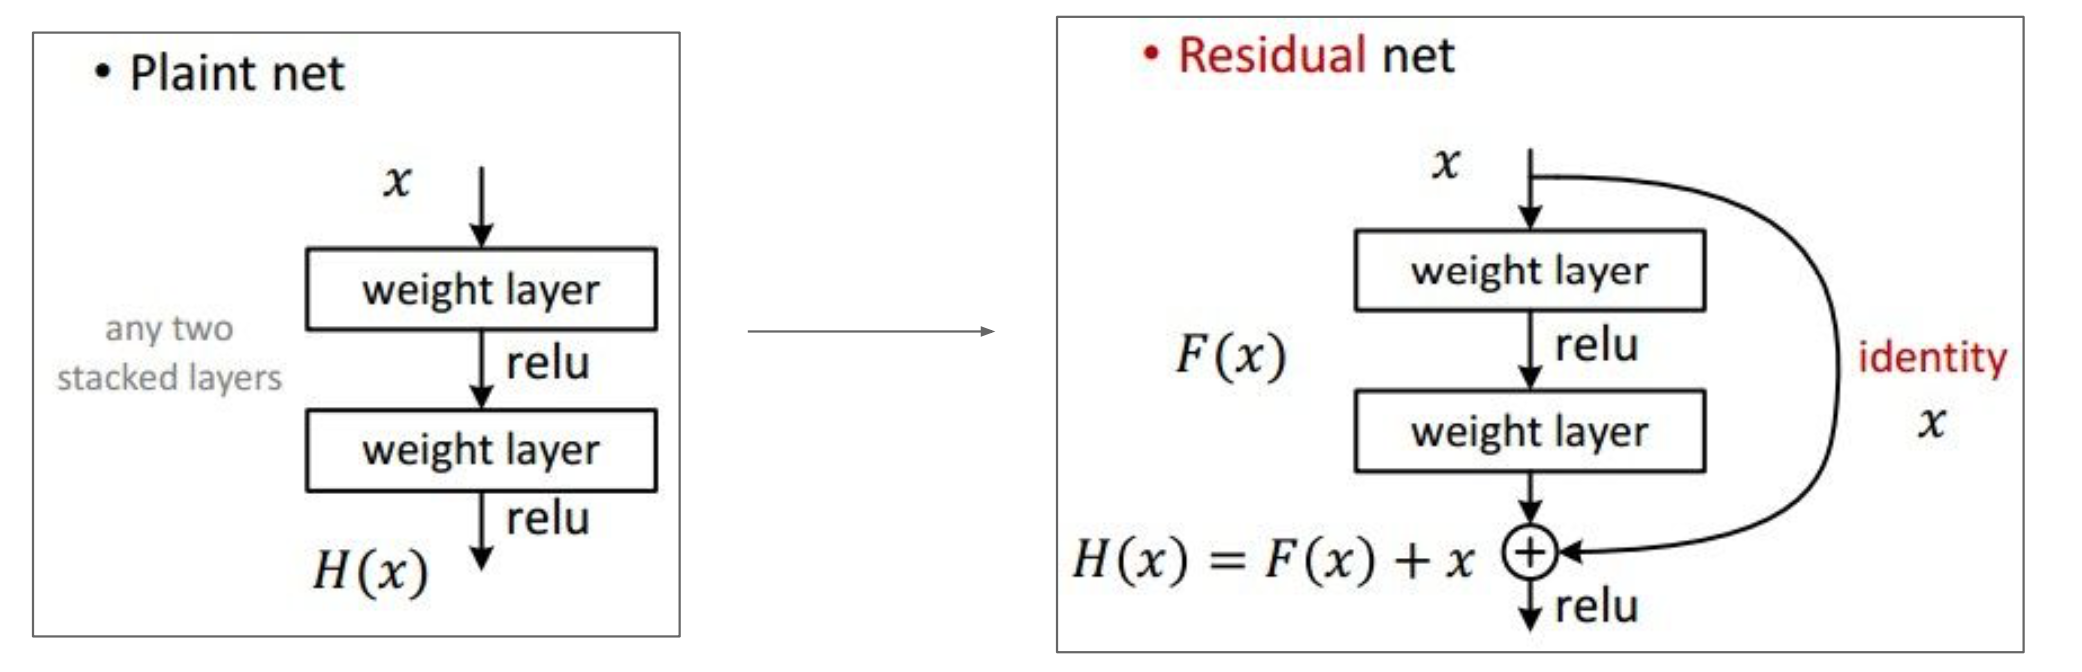 • Plaint net
x
weight layer
any two
stacked layers
relu
weight layer
relu
H(x)
• Residual net
x
weight layer
F(x)
relu
identity
x
weight layer
H(x) = F(x) + x
+
relu